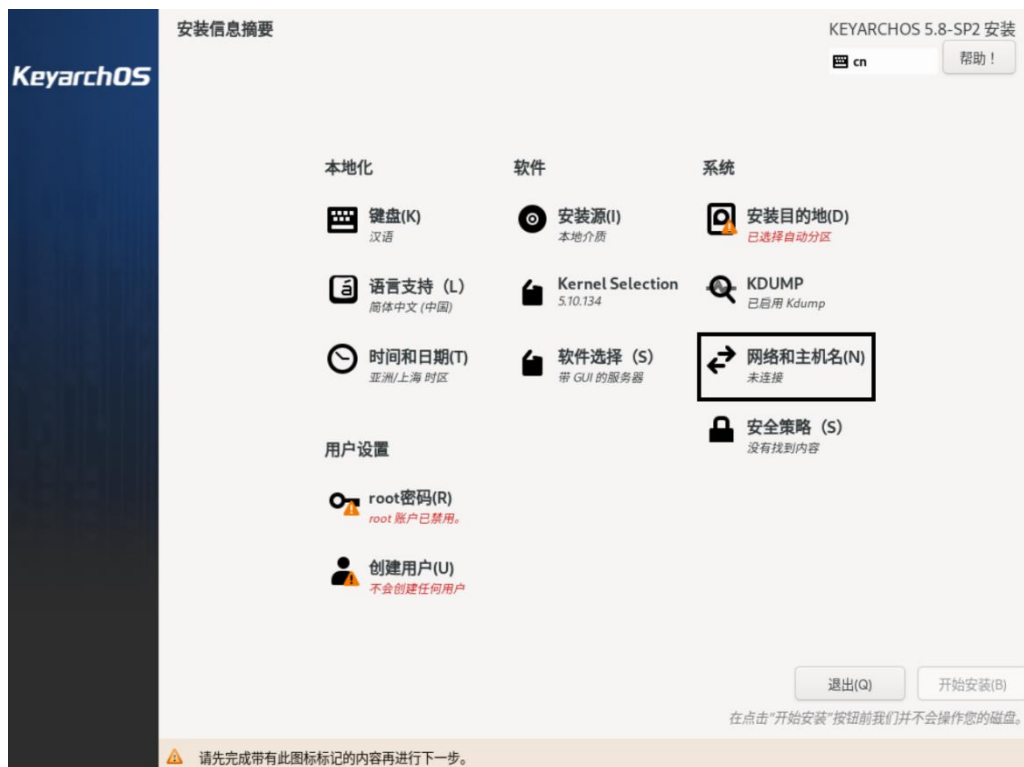 安装信息摘要
KEYARCHOS 5.8-SP2 安装
cn
帮助！
KeyarchOS
本地化
键盘(K)
汉语
语言支持（L）
简体中文 (中国)
时间和日期(T)
亚洲/上海 时区
软件
安装源(I)
本地介质
Kernel Selection
5.10.134
软件选择（S）
带 GUI 的服务器
系统
安装目的地(D)
已选择自动分区
KDUMP
已启用 Kdump
网络和主机名(N)
未连接
安全策略（S）
没有找到内容
用户设置
root密码(R)
root 账户已禁用。
创建用户(U)
不会创建任何用户
退出(Q)
开始安装(B)
在点击"开始安装"按钮前我们并不会操作您的磁盘。
请先完成带有此图标标记的内容再进行下一步。